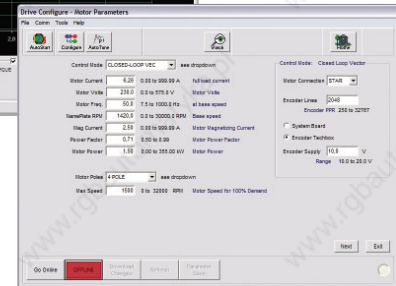 Drive Configure - Motor Parameters
File Comm Tools Help
AutoStart Configure AutoTune Home
Control Mode CLOSED-LOOP VEC see dropdown
Motor Current 6.26 0.00 to 999.99 A full load current
Motor Volts 230.0 0.0 to 575.0 V Motor Volts
Motor Freq. 50.0 7.5 to 1000.0 Hz at base speed
NamePlate RPM 1420.0 0.0 to 30000.0 RPM Base speed
Mag Current 2.50 0.00 to 999.99 A Motor Magnetizing Current
Power Factor 0.71 0.50 to 0.99 Motor Power Factor
Motor Power 1.50 0.00 to 355.00 kW Motor Power
Motor Poles 4 POLE see dropdown
Max Speed 1500 0 to 32000 RPM Motor Speed for 100% Demand
Control Mode: Closed Loop Vector
Motor Connection STAR
Encoder Lines 2048
Encoder PPR 250 to 32767
System Board
Encoder Techbox
Encoder Supply 10.0 V
Range 10.0 to 20.0 V
Next Exit
Go Online OFFLINE Download Changes Refresh Parameter Save
www.rgbaut